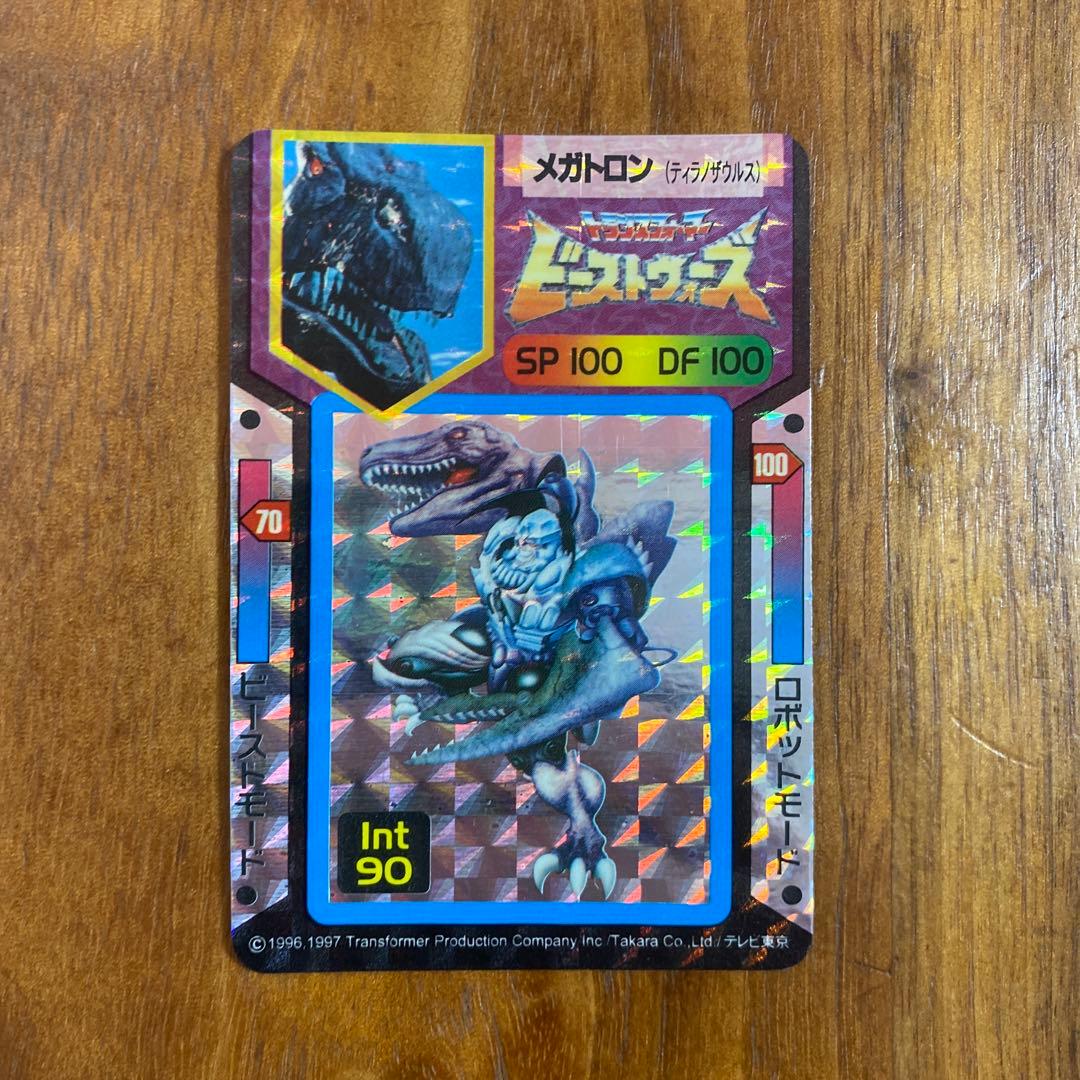 メガトロン（ティラノザウルス）
トランスフォーマー
ビーストウォーズ
SP 100 DF 100
70
100
ビーストモード
ロボットモード
Int
90
©1996,1997 Transformer Production Company Inc /Takara Co.,Ltd./テレビ東京